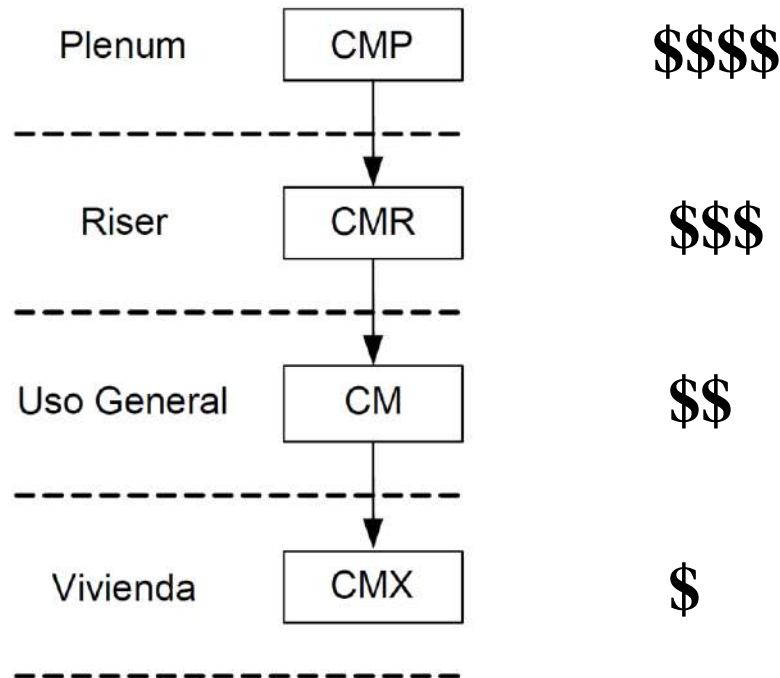 Plenum CMP $$$$
Riser CMR $$$
Uso General CM $$
Vivienda CMX $